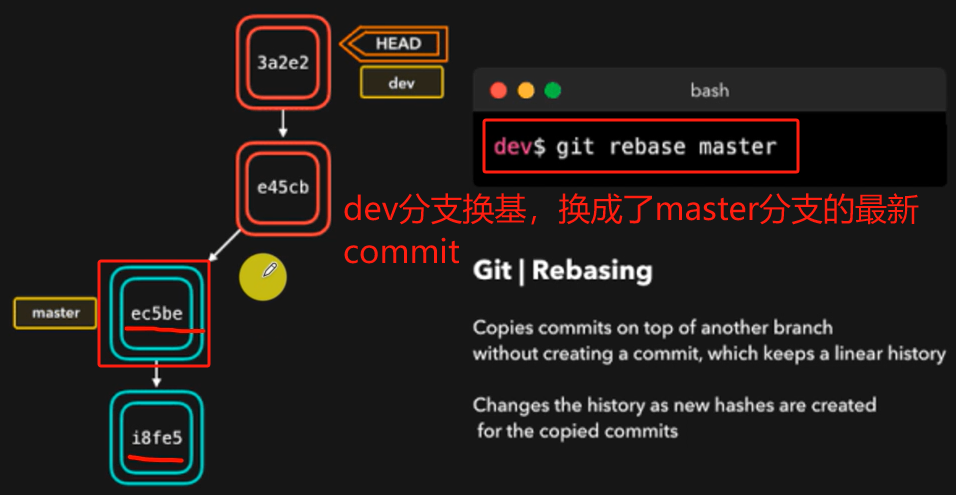 3a2e2
HEAD
dev
bash
dev$ git rebase master
e45cb
dev分支换基，换成了master分支的最新
commit
Git | Rebasing
master
ec5be
Copies commits on top of another branch
without creating a commit, which keeps a linear history
i8fe5
Changes the history as new hashes are created
for the copied commits